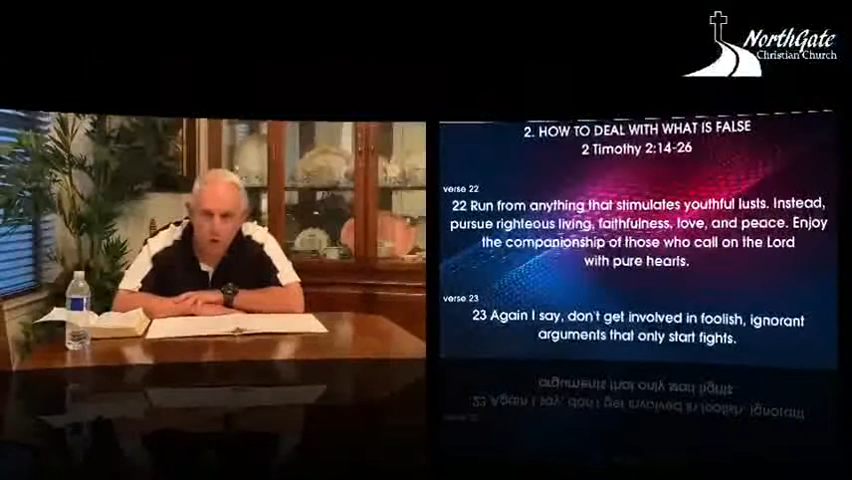 NorthGate
Christian Church
2. HOW TO DEAL WITH WHAT IS FALSE
2 Timothy 2:14-26
verse 22
22 Run from anything that stimulates youthful lusts. Instead,
pursue righteous living, faithfulness, love, and peace. Enjoy
the companionship of those who call on the Lord
with pure hearts.
verse 23
23 Again I say, don't get involved in foolish, ignorant
arguments that only start fights.